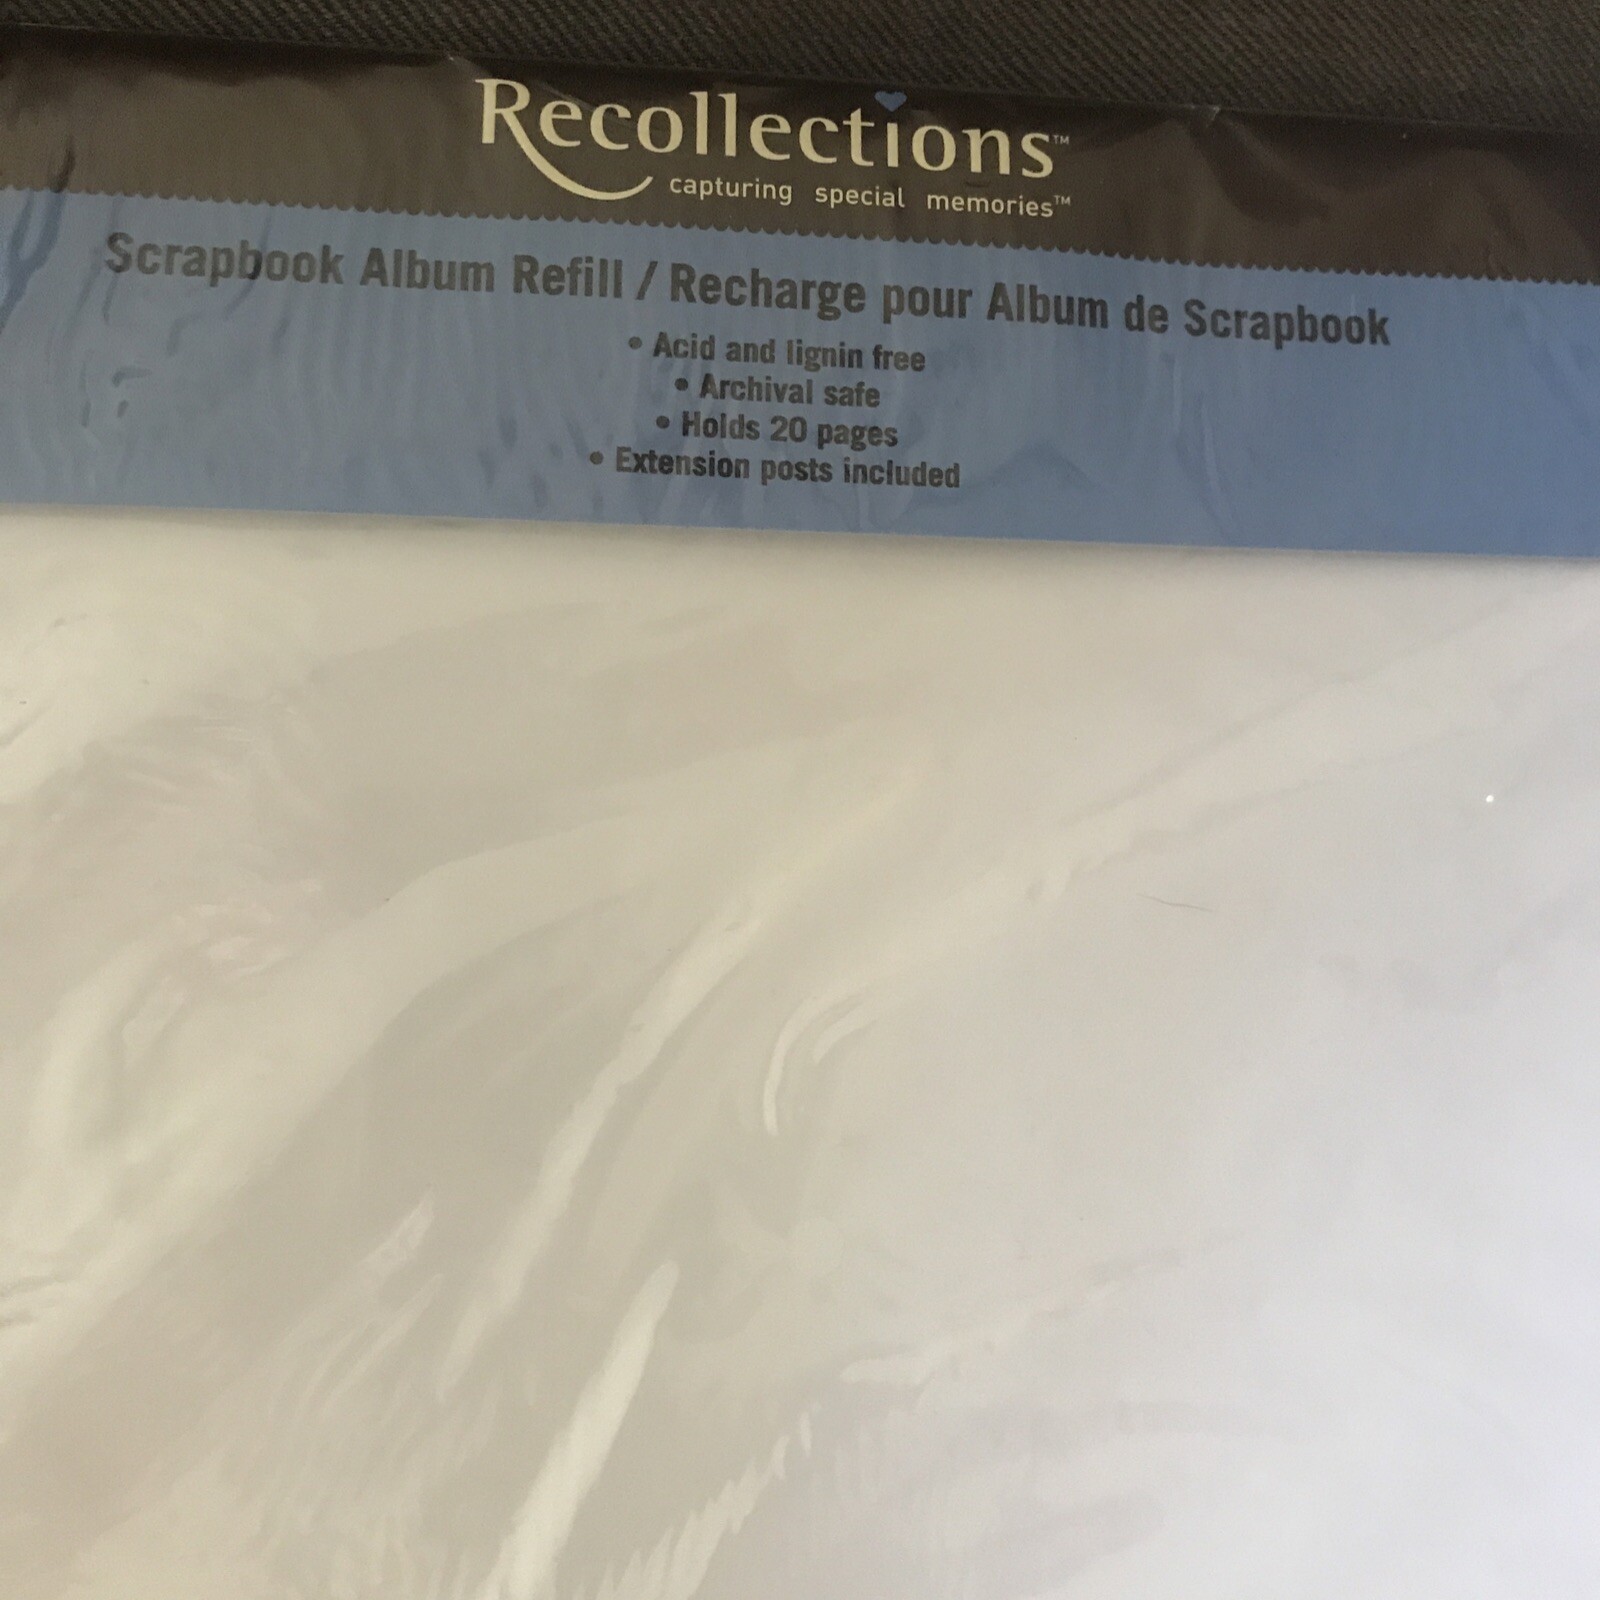 Recollections™
capturing special memories™
Scrapbook Album Refill / Recharge pour Album de Scrapbook
• Acid and lignin free
• Archival safe
• Holds 20 pages
• Extension posts included